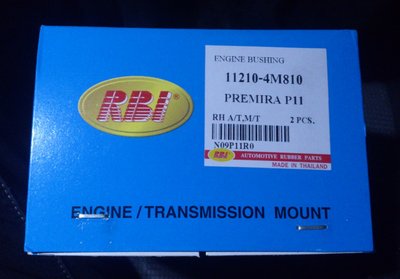 ENGINE BUSHING
11210-4M810
PREMIRA P11
RH A/T,M/T 2 PCS.
N09P11R0
RBI AUTOMOTIVE RUBBER PARTS
MADE IN THAILAND
RBI ®
ENGINE / TRANSMISSION MOUNT